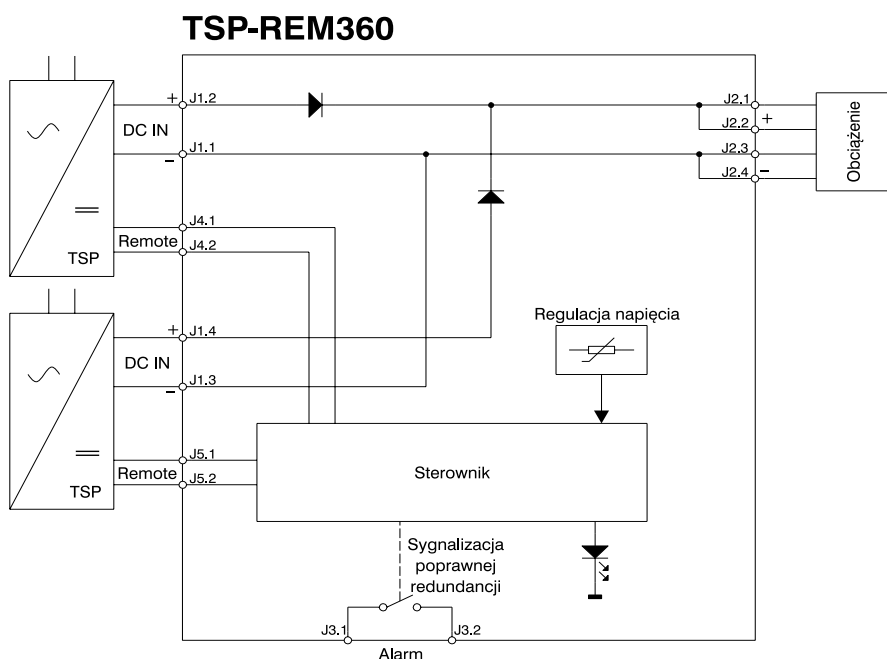 TSP-REM360
+ J1.2
DC IN
– J1.1
J4.1
Remote
J4.2
TSP
+ J1.4
DC IN
J1.3
–
J5.1
Remote
J5.2
TSP
J2.1
J2.2 +
J2.3
J2.4 –
Obciążenie
Regulacja napięcia
Sterownik
Sygnalizacja
poprawnej
redundancji
J3.1
J3.2
Alarm